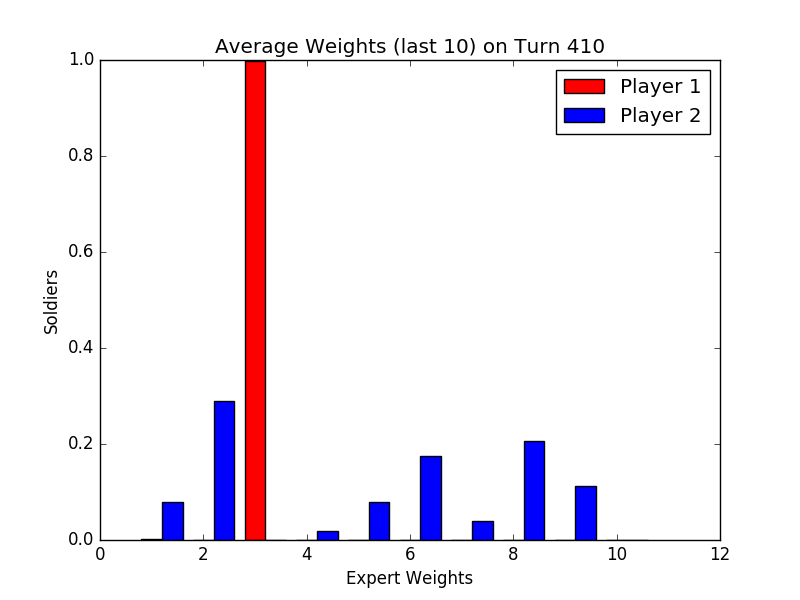 Average Weights (last 10) on Turn 410
1.0
Player 1
Player 2
0.8
0.6
Soldiers
0.4
0.2
0.0
0 2 4 6 8 10 12
Expert Weights